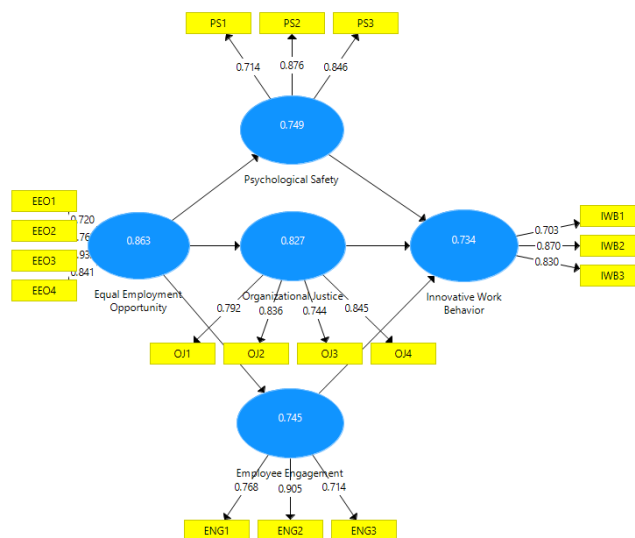 PS1
PS2
PS3
0.714
0.876
0.846
0.749
Psychological Safety
EEO1
EEO2
EEO3
EEO4
0.720
0.841
0.863
Equal Employment
Opportunity
0.827
Organizational Justice
0.734
Innovative Work
Behavior
0.703
0.870
0.830
IWB1
IWB2
IWB3
0.792
0.836
0.744
0.845
OJ1
OJ2
OJ3
OJ4
0.745
Employee Engagement
0.768
0.905
0.714
ENG1
ENG2
ENG3